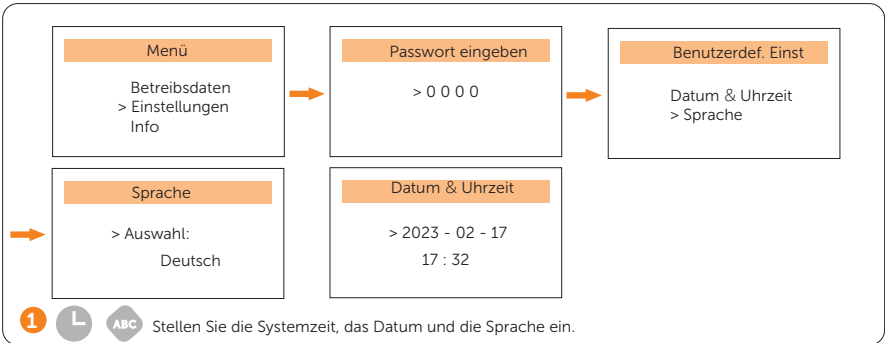 Menü
Betreibsdaten
> Einstellungen
Info
Passwort eingeben
> 0 0 0 0
Benutzerdef. Einst
Datum & Uhrzeit
> Sprache
Sprache
> Auswahl:
Deutsch
Datum & Uhrzeit
> 2023 - 02 - 17
17 : 32
1 ABC Stellen Sie die Systemzeit, das Datum und die Sprache ein.